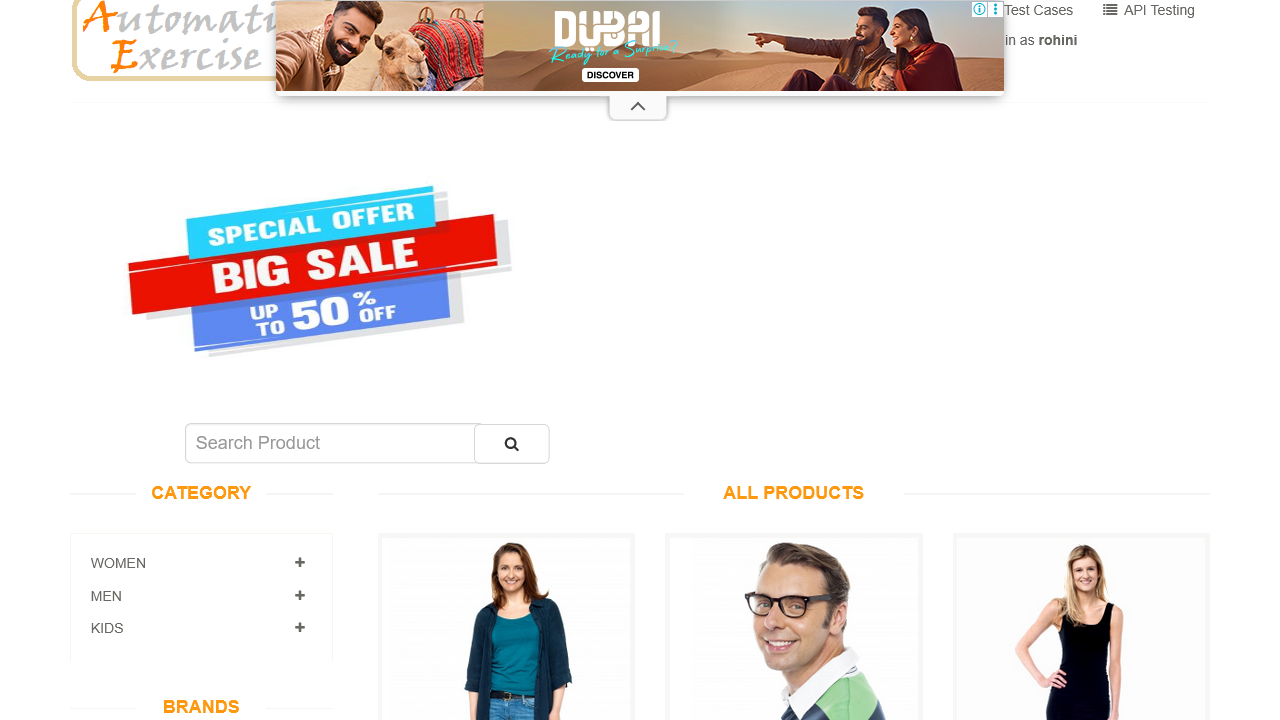 Automati
Exercise
DUBAI
Ready for a Surprise?
DISCOVER
Test Cases
API Testing
in as rohini
SPECIAL OFFER
BIG SALE
UP TO 50% OFF
Search Product
CATEGORY
ALL PRODUCTS
WOMEN
MEN
KIDS
BRANDS